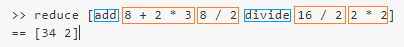 >> reduce [add 8 + 2 * 3 8 / 2 divide 16 / 2 2 * 2]
== [34 2]